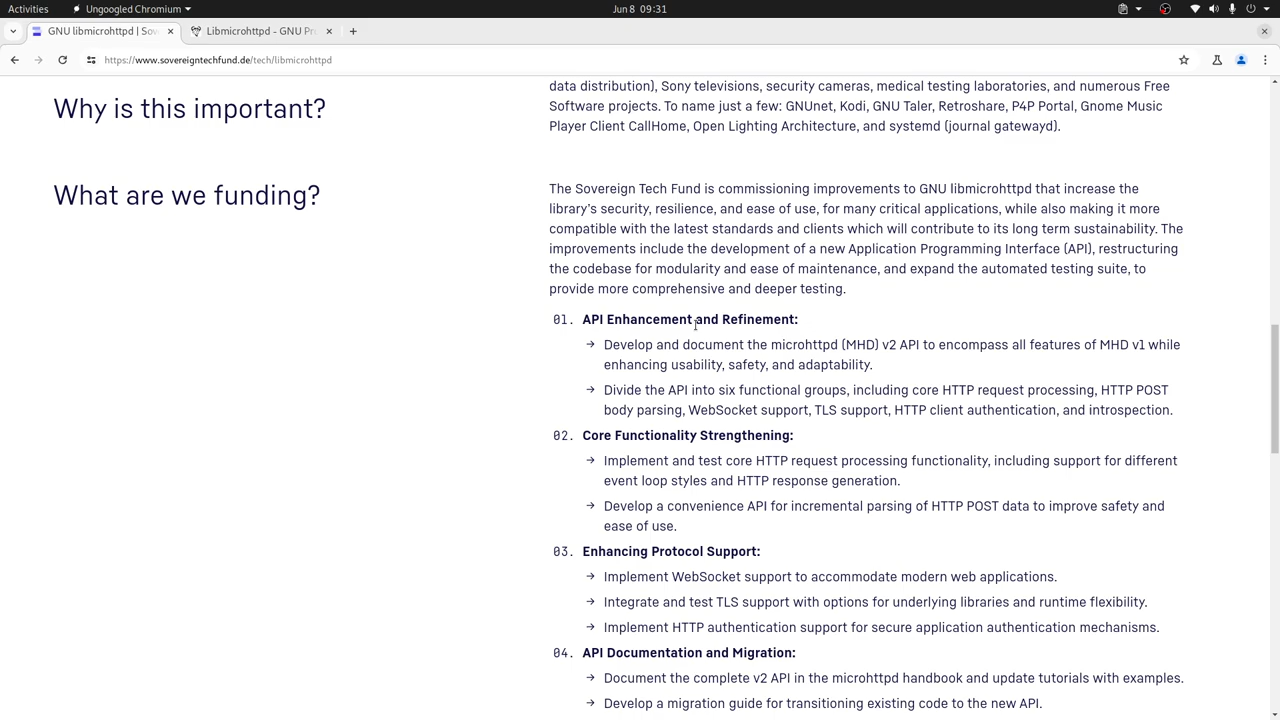 Activities
Ungoogled Chromium
Jun 8 09:31
GNU libmicrohttpd | Sov
Libmicrohttpd - GNU Pr
https://www.sovereigntechfund.de/tech/libmicrohttpd
data distribution), Sony televisions, security cameras, medical testing laboratories, and numerous Free
Why is this important?
Software projects. To name just a few: GNUnet, Kodi, GNU Taler, Retroshare, P4P Portal, Gnome Music
Player Client CallHome, Open Lighting Architecture, and systemd (journal gatewayd).
What are we funding?
The Sovereign Tech Fund is commissioning improvements to GNU libmicrohttpd that increase the
library's security, resilience, and ease of use, for many critical applications, while also making it more
compatible with the latest standards and clients which will contribute to its long term sustainability. The
improvements include the development of a new Application Programming Interface (API), restructuring
the codebase for modularity and ease of maintenance, and expand the automated testing suite, to
provide more comprehensive and deeper testing.
01. API Enhancement and Refinement:
→ Develop and document the microhttpd (MHD) v2 API to encompass all features of MHD v1 while
enhancing usability, safety, and adaptability.
→ Divide the API into six functional groups, including core HTTP request processing, HTTP POST
body parsing, WebSocket support, TLS support, HTTP client authentication, and introspection.
02. Core Functionality Strengthening:
→ Implement and test core HTTP request processing functionality, including support for different
event loop styles and HTTP response generation.
→ Develop a convenience API for incremental parsing of HTTP POST data to improve safety and
ease of use.
03. Enhancing Protocol Support:
→ Implement WebSocket support to accommodate modern web applications.
→ Integrate and test TLS support with options for underlying libraries and runtime flexibility.
→ Implement HTTP authentication support for secure application authentication mechanisms.
04. API Documentation and Migration:
→ Document the complete v2 API in the microhttpd handbook and update tutorials with examples.
→ Develop a migration guide for transitioning existing code to the new API.